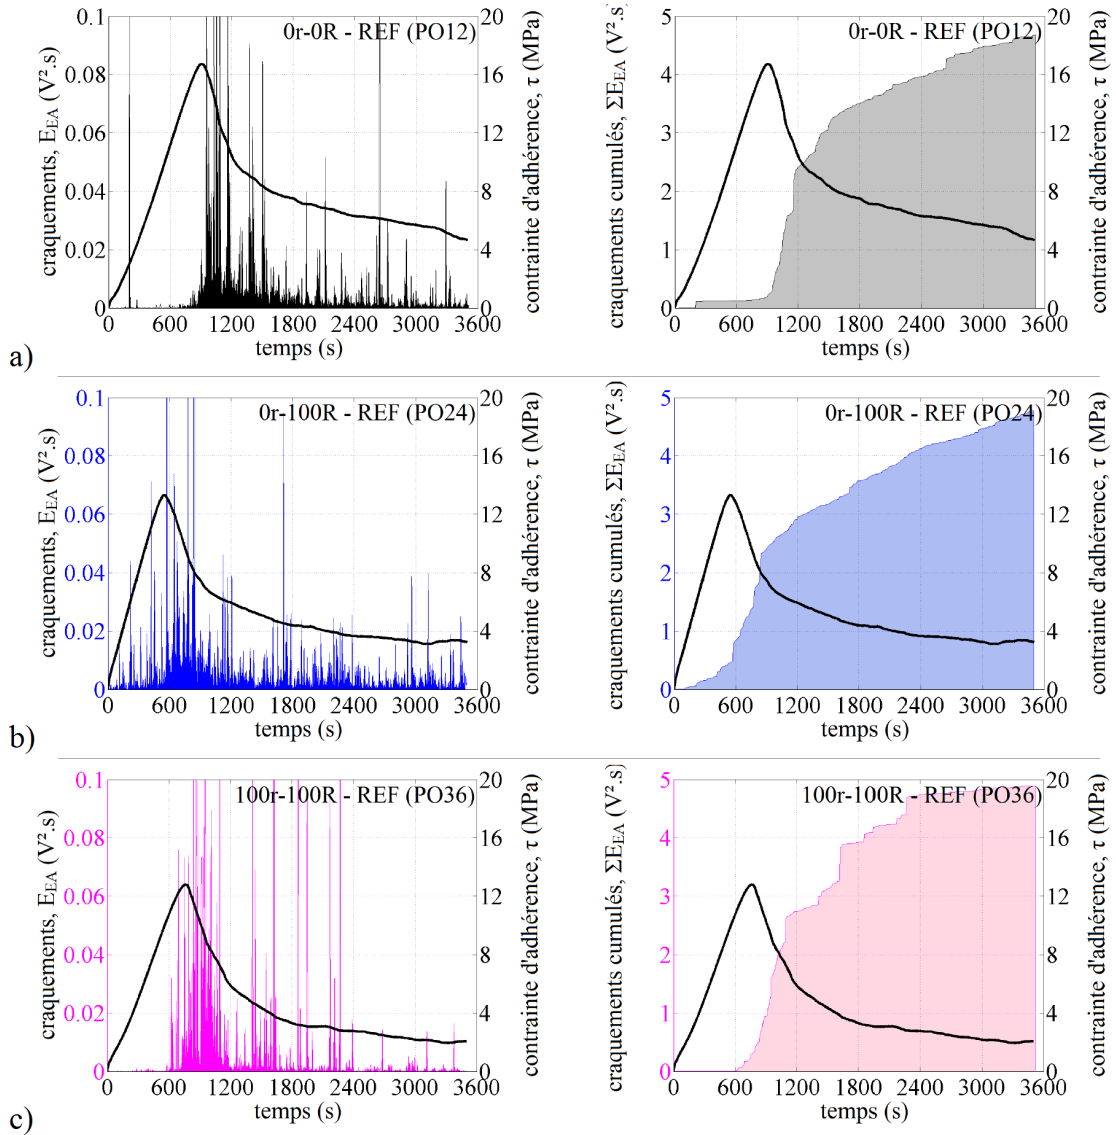 0r-0R - REF (PO12)
craquements, E_EA (V².s)
0.1
0.08
0.06
0.04
0.02
0
20
16
12
8
4
0
contrainte d'adhérence, τ (MPa)
0 600 1200 1800 2400 3000 3600
temps (s)
0r-0R - REF (PO12)
craquements cumulés, ΣE_EA (V².s)
5
4
3
2
1
0
20
16
12
8
4
0
contrainte d'adhérence, τ (MPa)
0 600 1200 1800 2400 3000 3600
temps (s)
a)
0r-100R - REF (PO24)
craquements, E_EA (V².s)
0.1
0.08
0.06
0.04
0.02
0
20
16
12
8
4
0
contrainte d'adhérence, τ (MPa)
0 600 1200 1800 2400 3000 3600
temps (s)
0r-100R - REF (PO24)
craquements cumulés, ΣE_EA (V².s)
5
4
3
2
1
0
20
16
12
8
4
0
contrainte d'adhérence, τ (MPa)
0 600 1200 1800 2400 3000 3600
temps (s)
b)
100r-100R - REF (PO36)
craquements, E_EA (V².s)
0.1
0.08
0.06
0.04
0.02
0
20
16
12
8
4
0
contrainte d'adhérence, τ (MPa)
0 600 1200 1800 2400 3000 3600
temps (s)
100r-100R - REF (PO36)
craquements cumulés, ΣE_EA (V².s)
5
4
3
2
1
0
20
16
12
8
4
0
contrainte d'adhérence, τ (MPa)
0 600 1200 1800 2400 3000 3600
temps (s)
c)